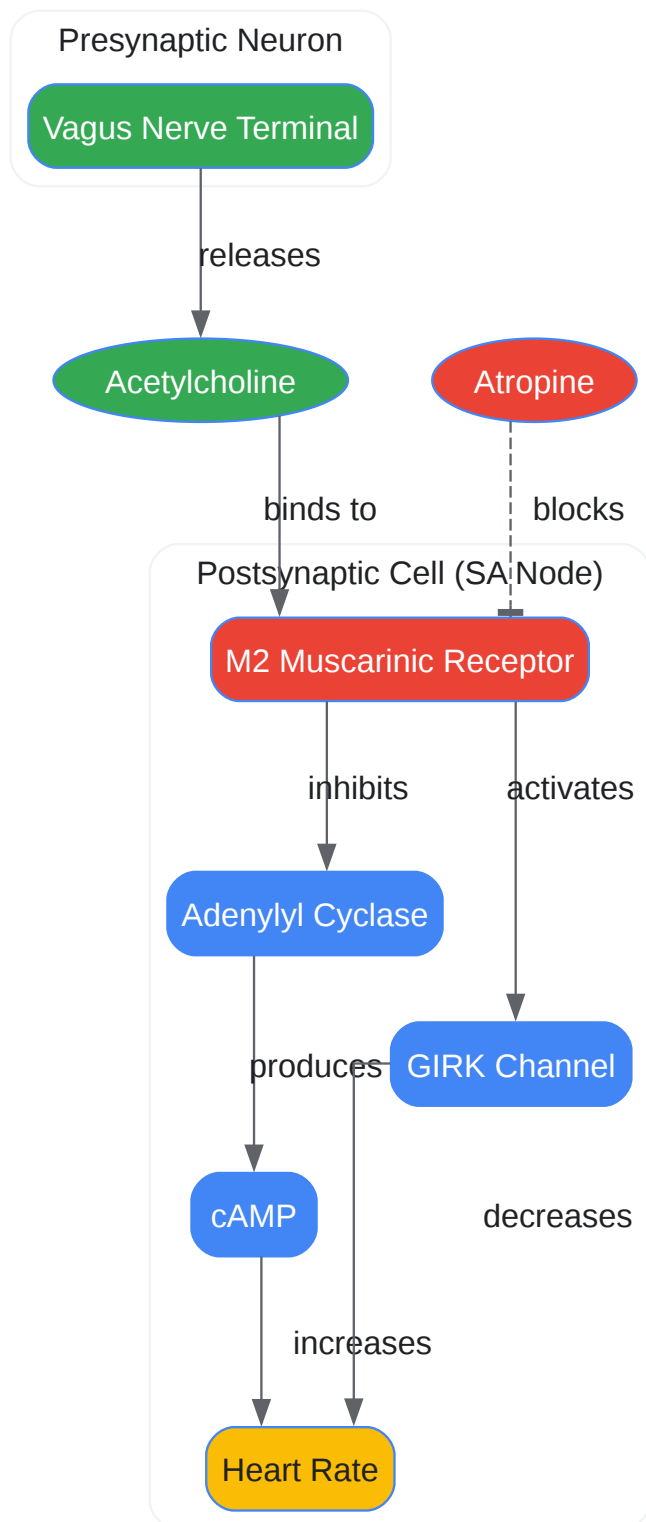 Presynaptic Neuron
Vagus Nerve Terminal
releases
Acetylcholine
Atropine
binds to
blocks
Postsynaptic Cell (SA Node)
M2 Muscarinic Receptor
inhibits
activates
Adenylyl Cyclase
produces
GIRK Channel
cAMP
decreases
increases
Heart Rate